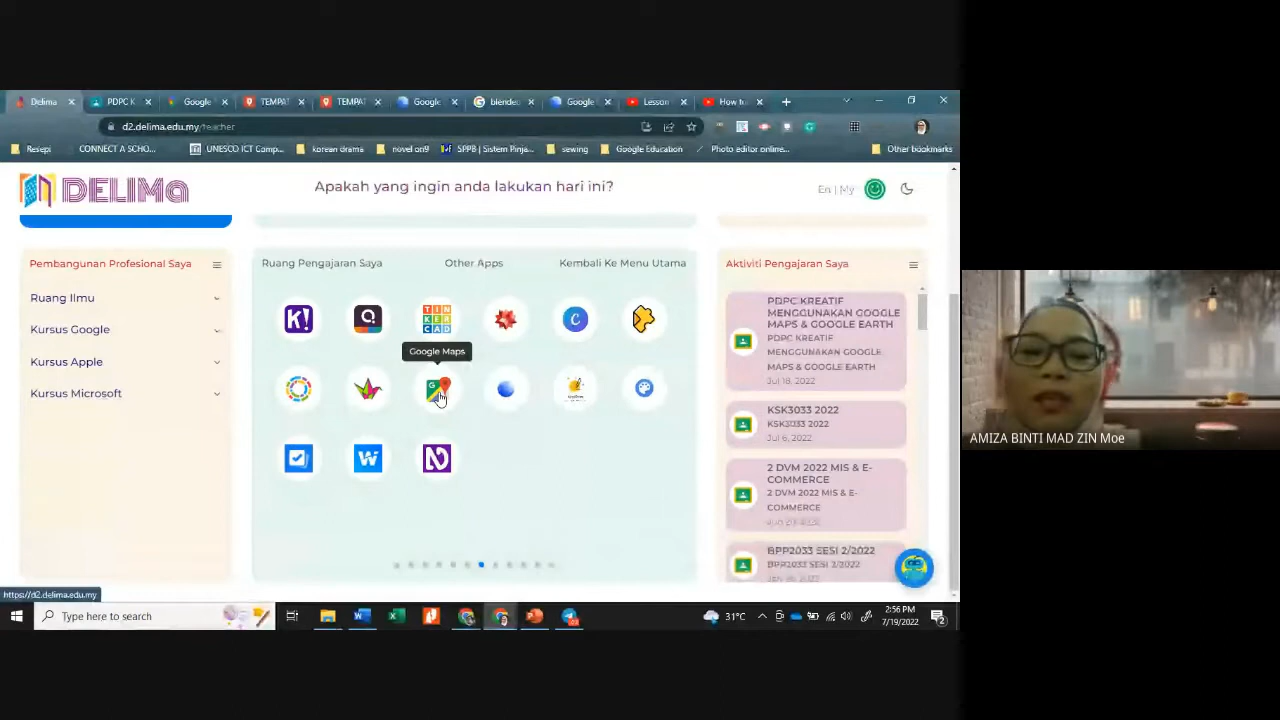 Delima
PDPC K
Google
TEMPAT
TEMPAT
Google
blender
Google
Lesson
How to
d2.delima.edu.my/teacher
Resepi
CONNECT A SCHO...
UNESCO ICT Comp...
korean drama
novel on9
SPPB | Sistem Pinja...
sewing
Google Education
Photo editor online...
Other bookmarks
DELIMa
Apakah yang ingin anda lakukan hari ini?
En | My
Pembangunan Profesional Saya
Ruang Ilmu
Kursus Google
Kursus Apple
Kursus Microsoft
Ruang Pengajaran Saya
Other Apps
Kembali Ke Menu Utama
K!
Q
TIN
KER
CAD
C
Google Maps
G
W
N
Aktiviti Pengajaran Saya
PDPC KREATIF
MENGGUNAKAN GOOGLE
MAPS & GOOGLE EARTH
PDPC KREATIF
MENGGUNAKAN GOOGLE
MAPS & GOOGLE EARTH
Jul 18, 2022
KSK3033 2022
KSK3033 2022
Jul 6, 2022
2 DVM 2022 MIS & E-
COMMERCE
2 DVM 2022 MIS & E-
COMMERCE
BPP2033 SESI 2/2022
BPP2033 SESI 2/2022
https://d2.delima.edu.my
Type here to search
31°C
2:56 PM
7/19/2022
2
AMIZA BINTI MAD ZIN Moe